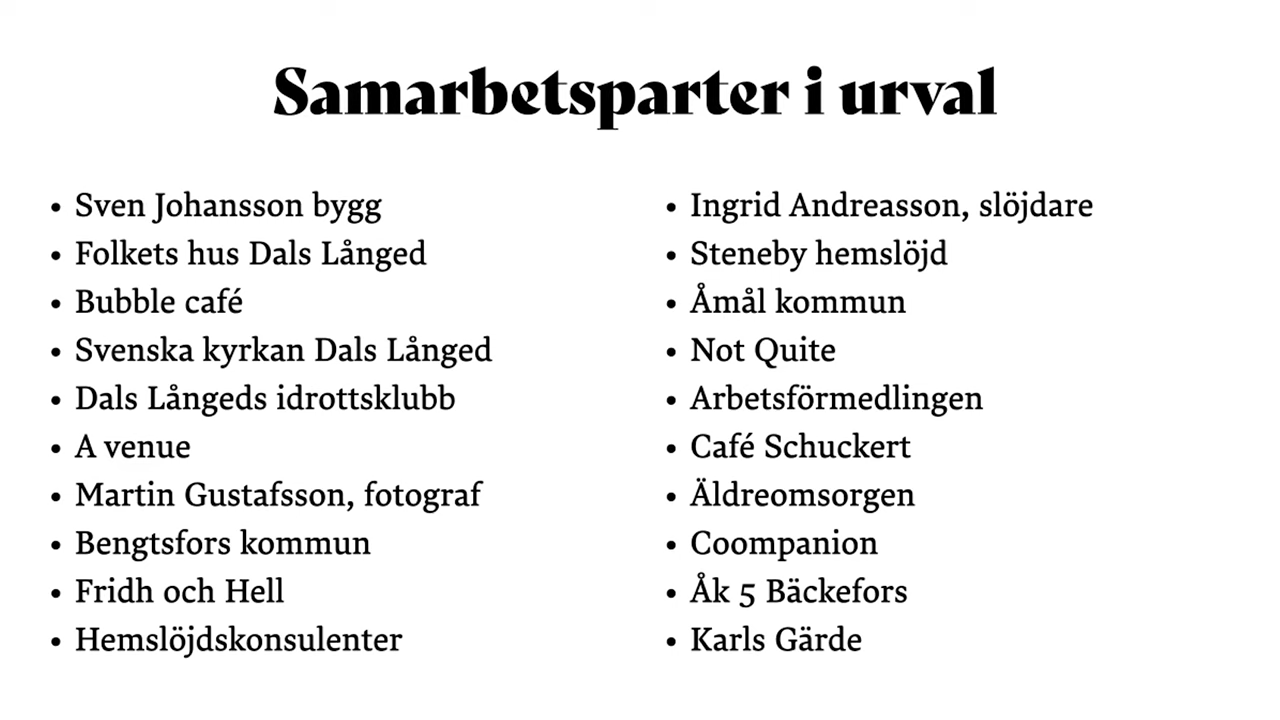 Samarbetsparter i urval
• Sven Johansson bygg
• Folkets hus Dals Långed
• Bubble café
• Svenska kyrkan Dals Långed
• Dals Långeds idrottsklubb
• A venue
• Martin Gustafsson, fotograf
• Bengtsfors kommun
• Fridh och Hell
• Hemslöjdskonsulenter
• Ingrid Andreasson, slöjdare
• Steneby hemslöjd
• Åmål kommun
• Not Quite
• Arbetsförmedlingen
• Café Schuckert
• Äldreomsorgen
• Coompanion
• Åk 5 Bäckefors
• Karls Gärde